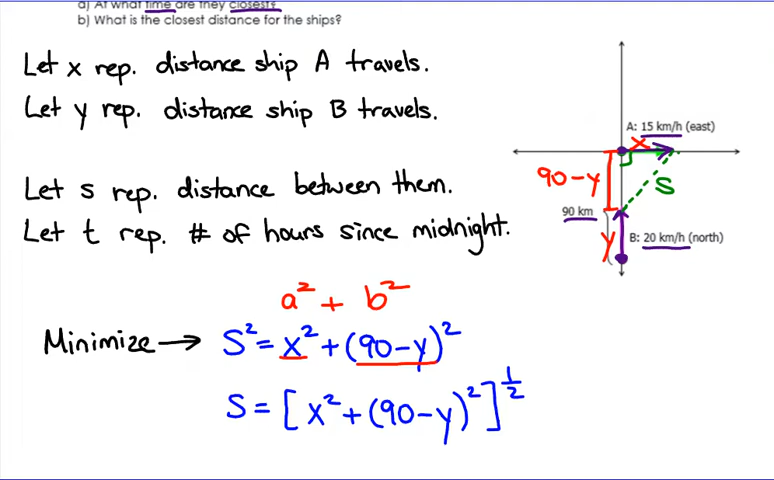 a) At what time are they closest?
b) What is the closest distance for the ships?
Let x rep. distance ship A travels.
Let y rep. distance ship B travels.
Let s rep. distance between them.
Let t rep. # of hours since midnight.
a² + b²
Minimize → S² = x² + (90-y)²
S = [x² + (90-y)²]^½
A: 15 km/h (east)
x
90-y
S
90 km
y
B: 20 km/h (north)